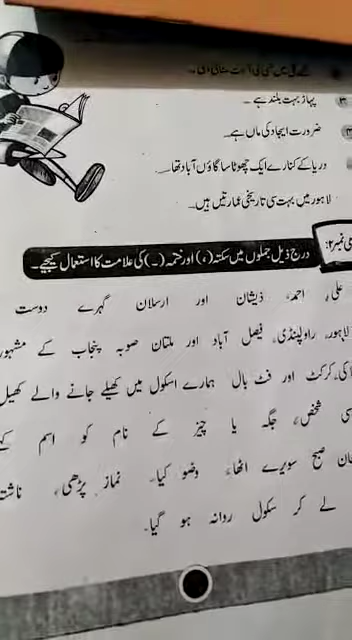 پہاڑ بہت بلند ہے۔
ضرورت ایجاد کی ماں ہے۔
دریا کے کنارے ایک چھوٹا سا گاؤں آباد تھا۔
لاہور میں بہت سی تاریخی عمارتیں ہیں۔
نمبر ۲:
درج ذیل جملوں میں سکتہ (،) اور ختمہ (۔) کی علامت کا استعمال کیجیے۔
علی، احمد، ذیشان اور ارسلان گہرے دوست
لاہور، راولپنڈی، فیصل آباد اور ملتان صوبہ پنجاب کے مشہور
کرکٹ اور فٹ بال ہمارے اسکول میں کھیلے جانے والے کھیل
شخص، جگہ یا چیز کے نام کو اسم
صبح سویرے اٹھا، وضو کیا، نماز پڑھی، ناشتہ
لے کر سکول روانہ ہو گیا۔